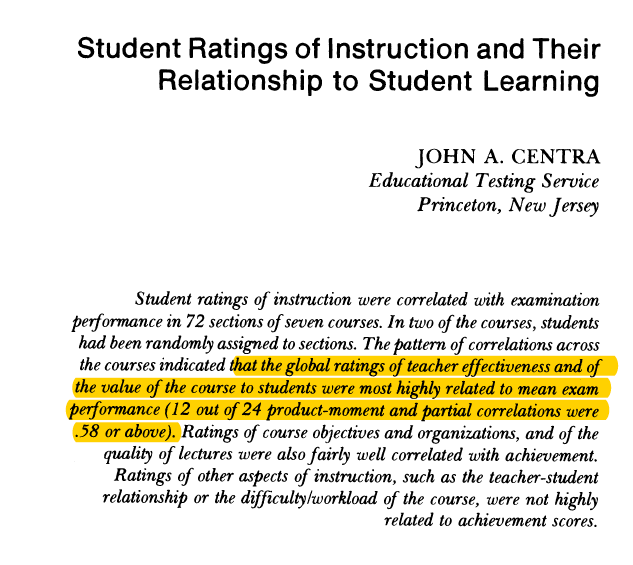 Student Ratings of Instruction and Their
Relationship to Student Learning
JOHN A. CENTRA
Educational Testing Service
Princeton, New Jersey
Student ratings of instruction were correlated with examination
performance in 72 sections of seven courses. In two of the courses, students
had been randomly assigned to sections. The pattern of correlations across
the courses indicated that the global ratings of teacher effectiveness and of
the value of the course to students were most highly related to mean exam
performance (12 out of 24 product-moment and partial correlations were
.58 or above). Ratings of course objectives and organizations, and of the
quality of lectures were also fairly well correlated with achievement.
Ratings of other aspects of instruction, such as the teacher-student
relationship or the difficulty/workload of the course, were not highly
related to achievement scores.